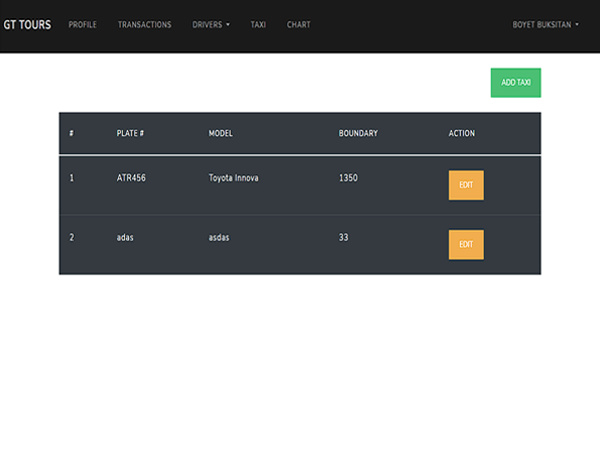 GT TOURS PROFILE TRANSACTIONS DRIVERS TAXI CHART BOYET BUKSITAN
ADD TAXI
# PLATE # MODEL BOUNDARY ACTION
1 ATR456 Toyota Innova 1350 EDIT
2 adas asdas 33 EDIT